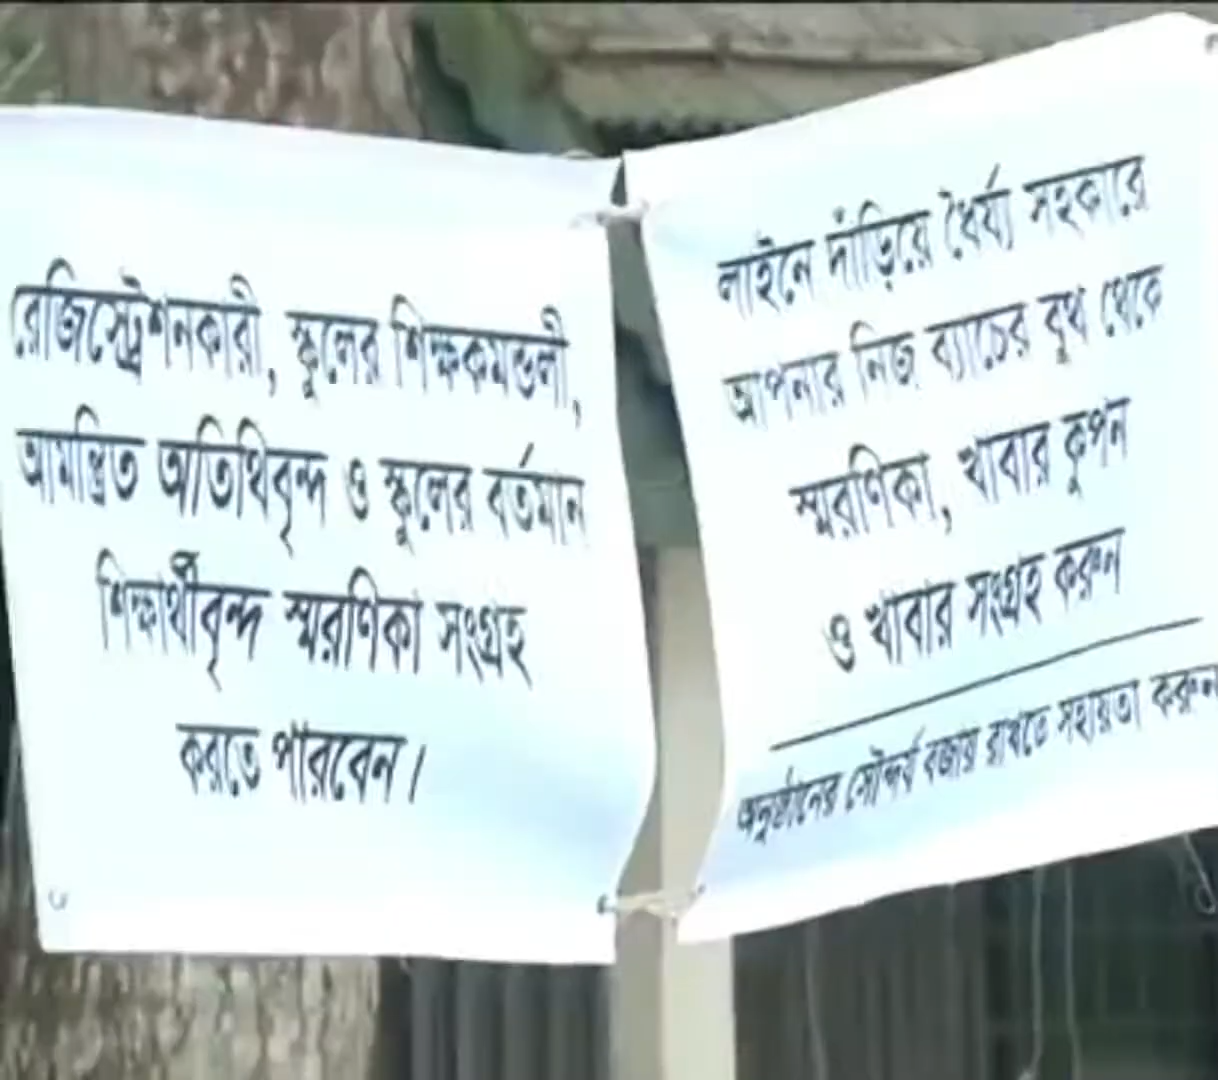 রেজিস্ট্রেশনকারী, স্কুলের শিক্ষকমন্ডলী,
আমন্ত্রিত অতিথিবৃন্দ ও স্কুলের বর্তমান
শিক্ষার্থীবৃন্দ স্মরণিকা সংগ্রহ
করতে পারবেন।
লাইনে দাঁড়িয়ে ধৈর্য্য সহকারে
আপনার নিজ ব্যাচের বুথ থেকে
স্মরণিকা, খাবার কুপন
ও খাবার সংগ্রহ করুন
অনুষ্ঠানের সৌন্দর্য বজায় রাখতে সহায়তা করুন